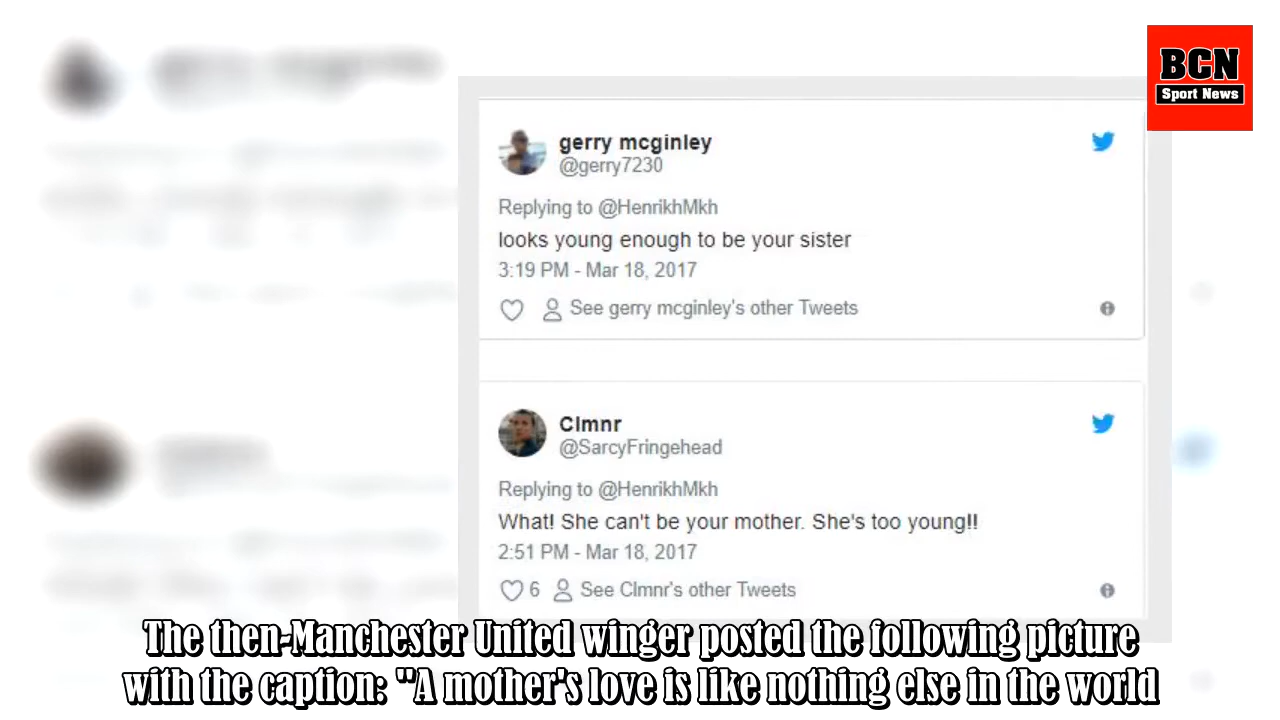 BCN
Sport News
gerry mcginley
@gerry7230
Replying to @HenrikhMkh
looks young enough to be your sister
3:19 PM - Mar 18, 2017
See gerry mcginley's other Tweets
Clmnr
@SarcyFringehead
Replying to @HenrikhMkh
What! She can't be your mother. She's too young!!
2:51 PM - Mar 18, 2017
6 See Clmnr's other Tweets
The then-Manchester United winger posted the following picture
with the caption: "A mother's love is like nothing else in the world